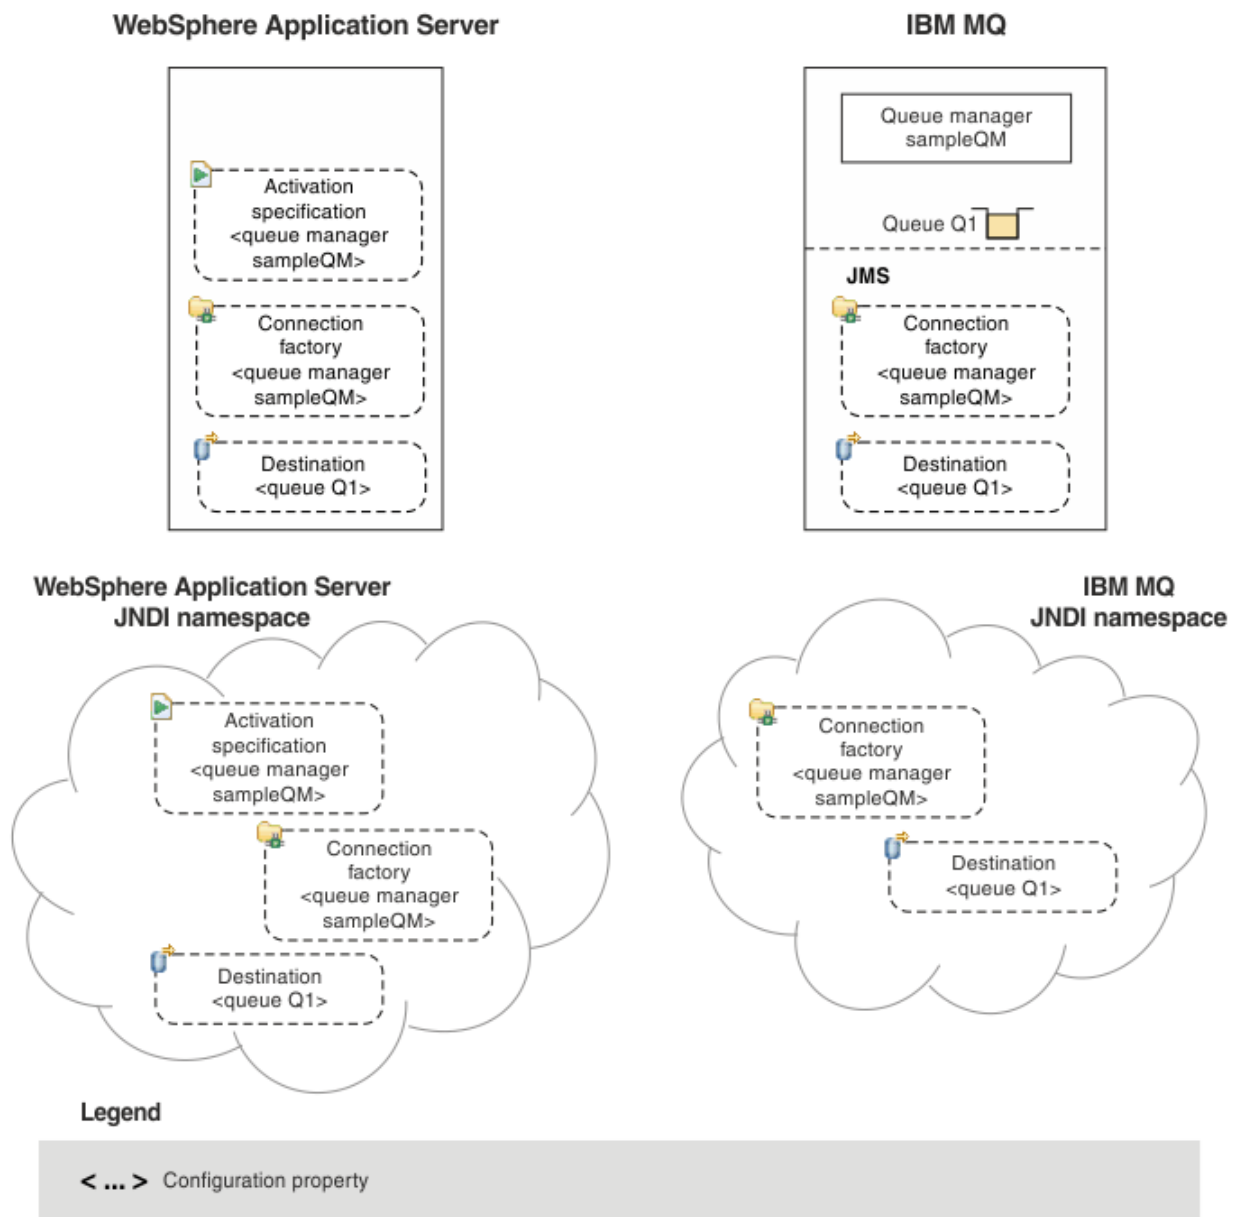 WebSphere Application Server
IBM MQ
Activation
specification
<queue manager
sampleQM>
Connection
factory
<queue manager
sampleQM>
Destination
<queue Q1>
Queue manager
sampleQM
Queue Q1
JMS
Connection
factory
<queue manager
sampleQM>
Destination
<queue Q1>
WebSphere Application Server
JNDI namespace
Activation
specification
<queue manager
sampleQM>
Connection
factory
<queue manager
sampleQM>
Destination
<queue Q1>
IBM MQ
JNDI namespace
Connection
factory
<queue manager
sampleQM>
Destination
<queue Q1>
Legend
< ... > Configuration property